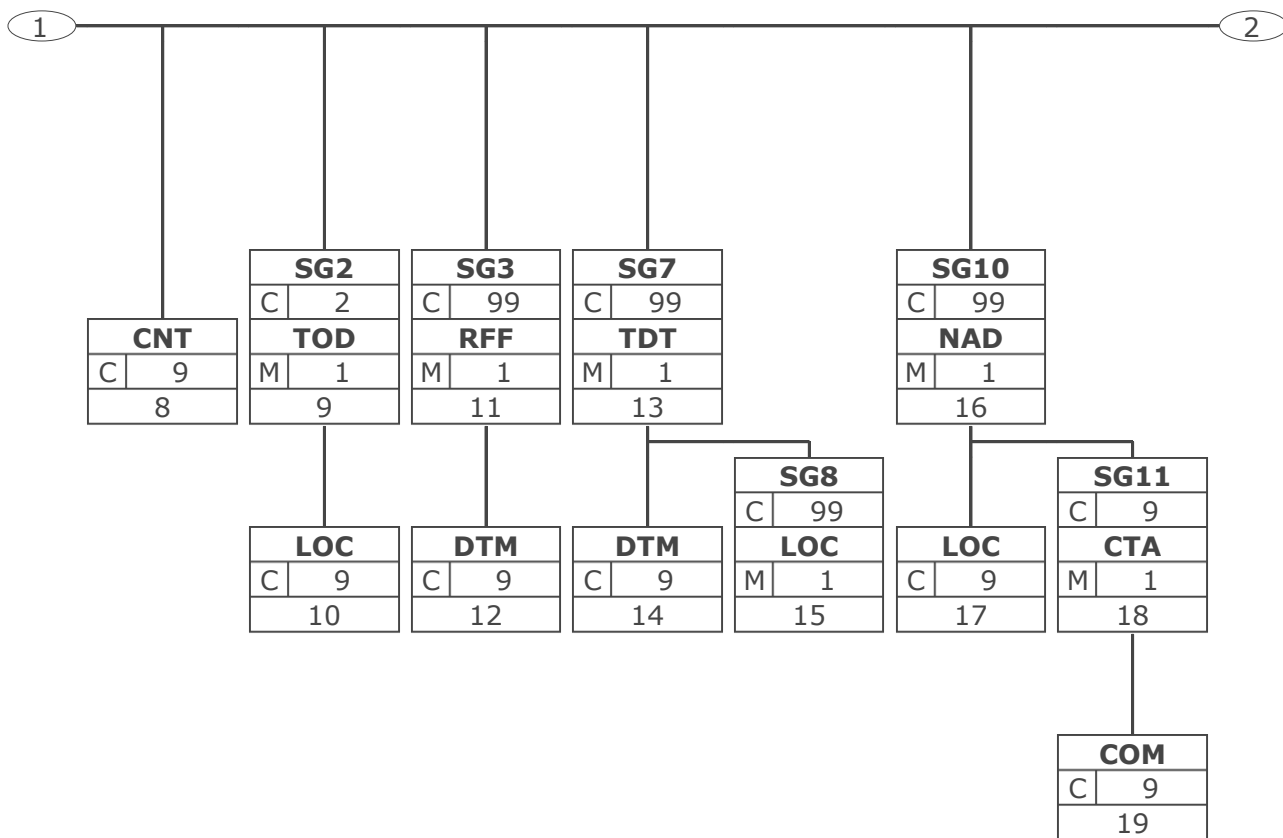 1
2
SG2
C 2
TOD
M 1
9
SG3
C 99
RFF
M 1
11
SG7
C 99
TDT
M 1
13
SG10
C 99
NAD
M 1
16
CNT
C 9
8
SG8
C 99
LOC
M 1
15
SG11
C 9
CTA
M 1
18
LOC
C 9
10
DTM
C 9
12
DTM
C 9
14
LOC
C 9
17
COM
C 9
19